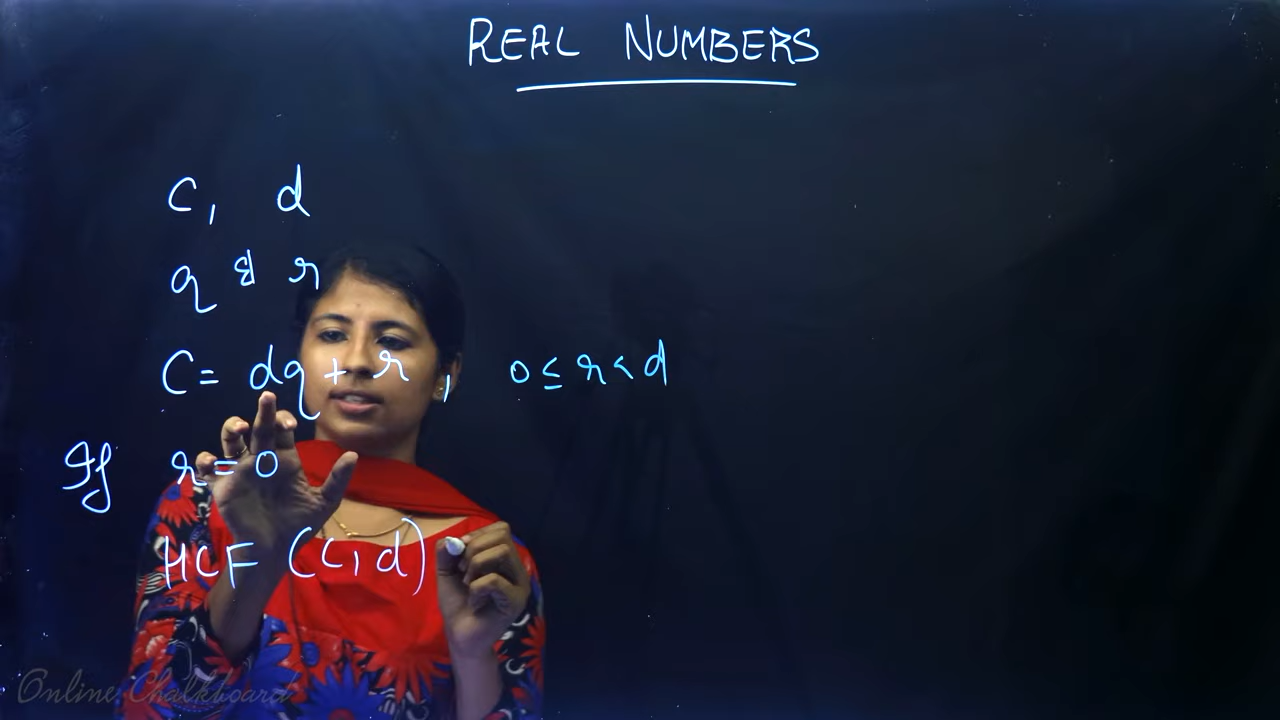 REAL NUMBERS
C, d
q & r
C = dq + r, 0 ≤ r < d
If r = 0
HCF (C, d)
Online Chalkboard